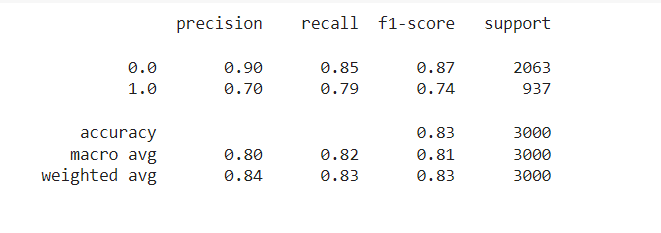 precision recall f1-score support
0.0 0.90 0.85 0.87 2063
1.0 0.70 0.79 0.74 937
accuracy 0.83 3000
macro avg 0.80 0.82 0.81 3000
weighted avg 0.84 0.83 0.83 3000